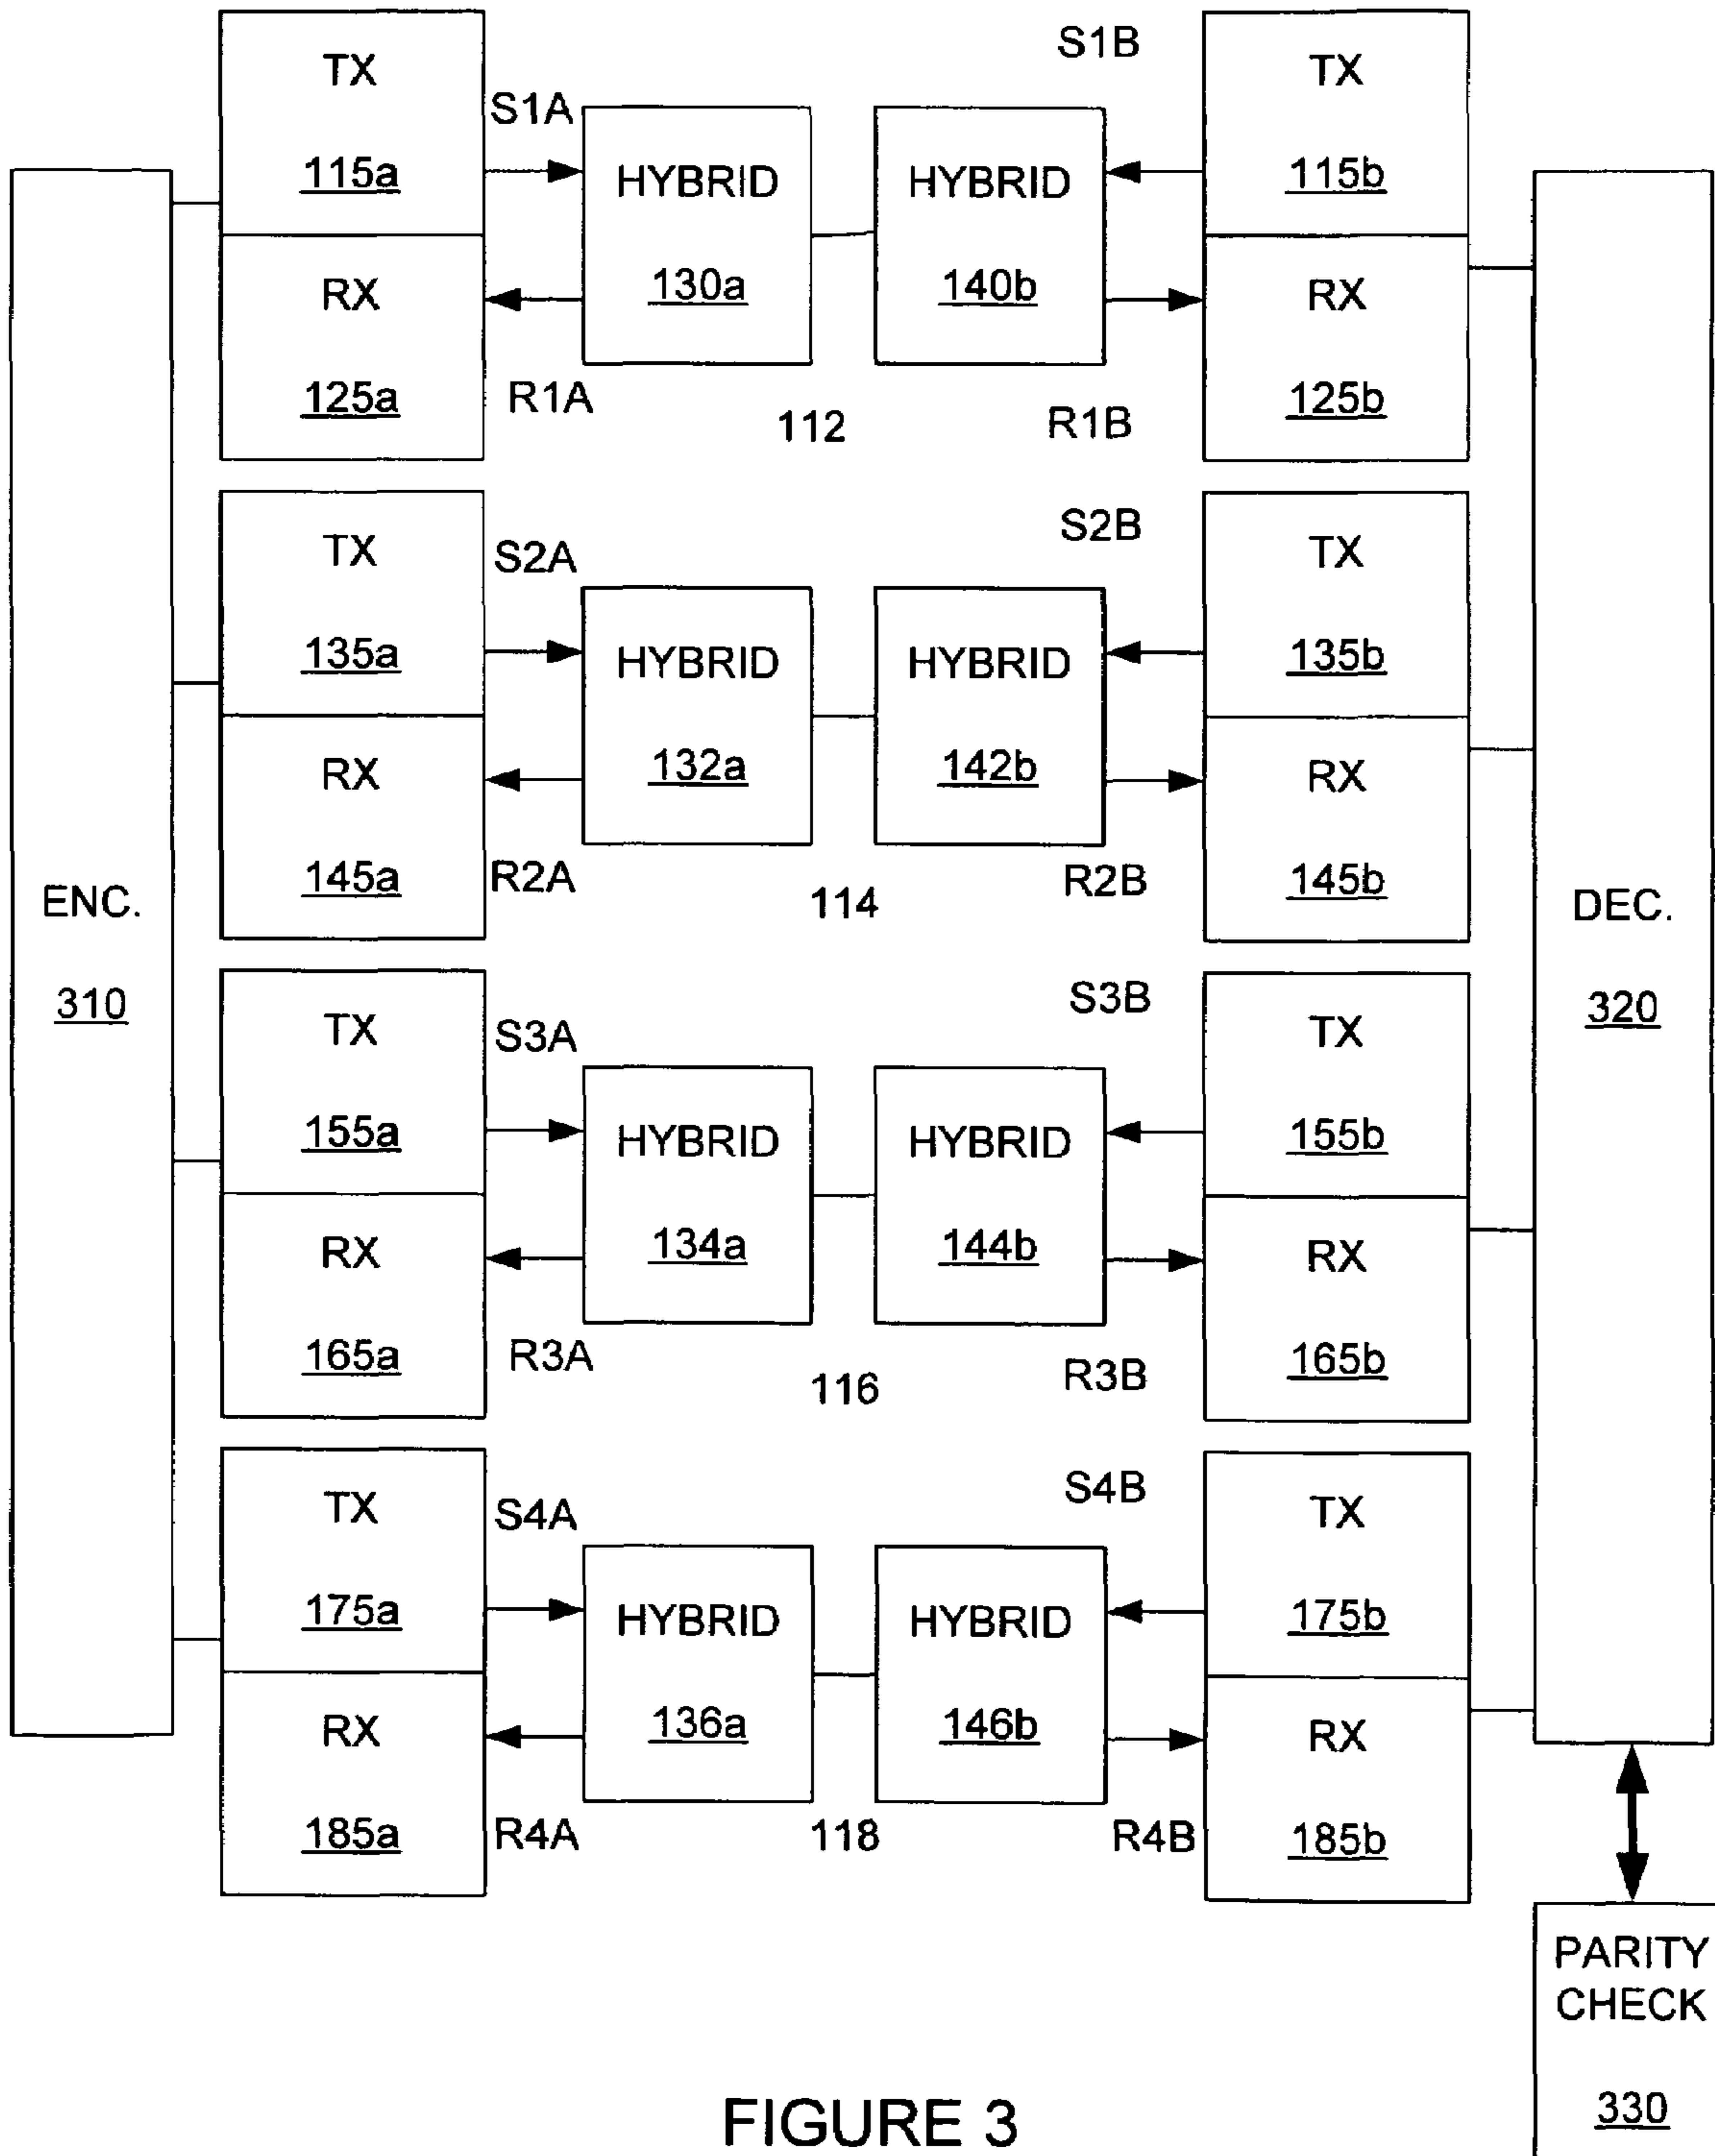 S1B
TX
TX
S1A
115a
HYBRID
HYBRID
115b
RX
130a
140b
RX
125a
R1A
112
R1B
125b
TX
S2A
S2B
TX
135a
HYBRID
HYBRID
135b
RX
132a
142b
RX
145a
R2A
114
R2B
145b
ENC.
DEC.
310
320
TX
S3A
S3B
TX
155a
HYBRID
HYBRID
155b
RX
134a
144b
RX
165a
R3A
116
R3B
165b
TX
S4A
S4B
TX
175a
HYBRID
HYBRID
175b
RX
136a
146b
RX
185a
R4A
118
R4B
185b
PARITY
CHECK
330
FIGURE 3